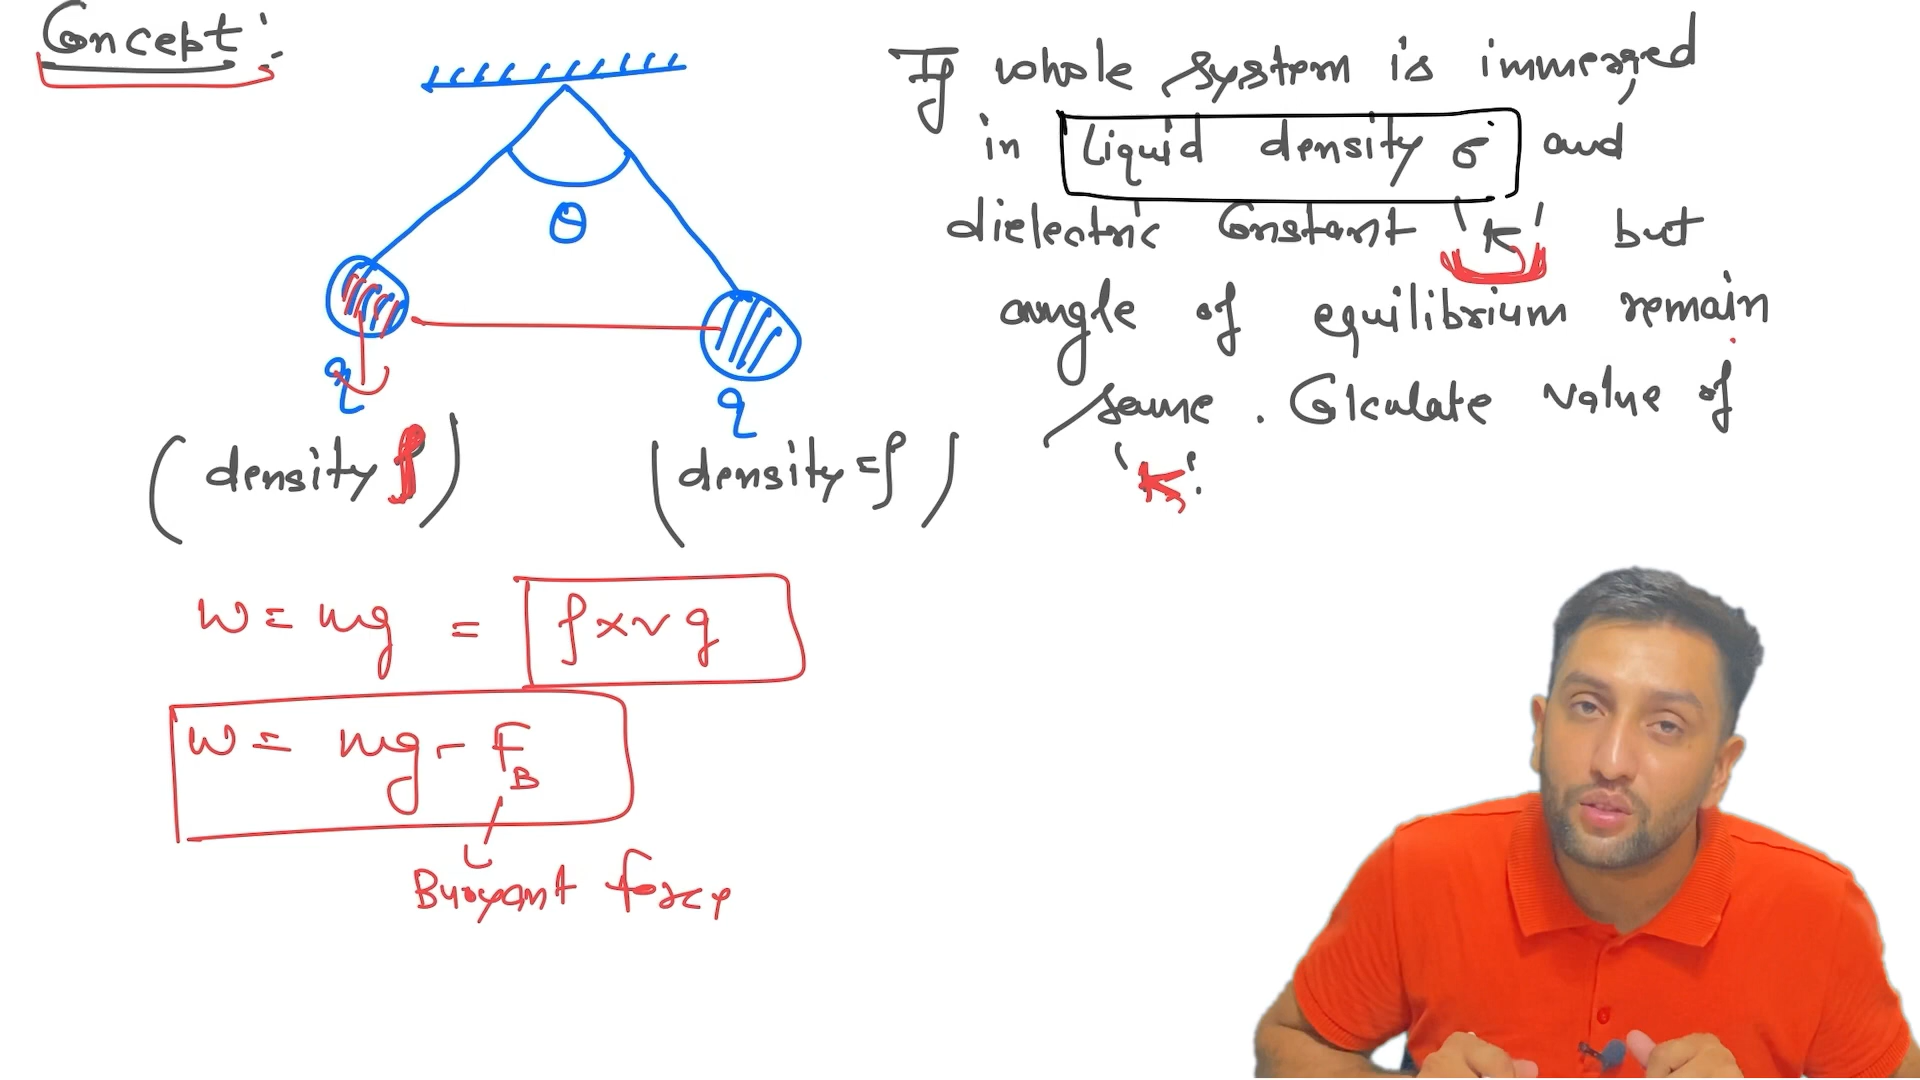 Concept :
If whole system is immersed
in Liquid density σ and
dielectric Constant 'K' but
angle of equilibrium remain
same . Calculate value of
'K'.
θ
q
q
(density ρ)
(density = ρ)
W = mg = ρ × v g
W = mg - F_B
Buoyant force